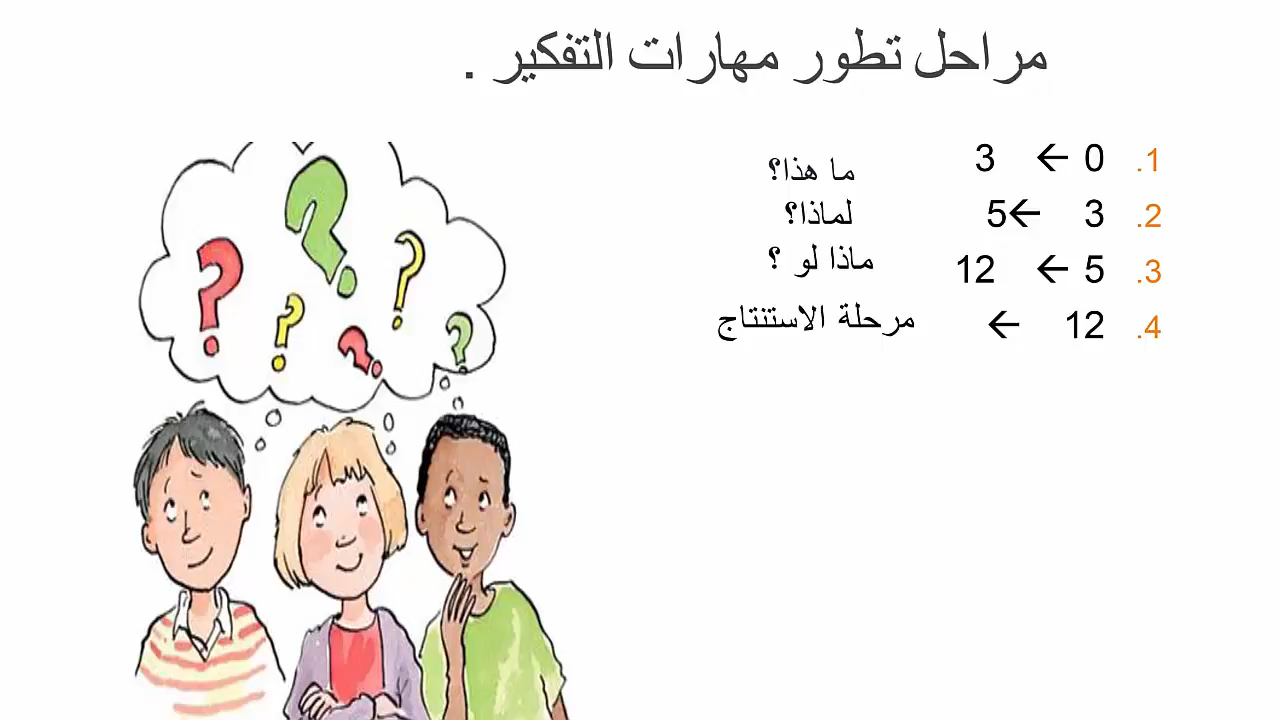 مراحل تطور مهارات التفكير .
1. 0 ← 3 ما هذا؟
2. 3 ← 5 لماذا؟
3. 5 ← 12 ماذا لو ؟
4. 12 ← مرحلة الاستنتاج